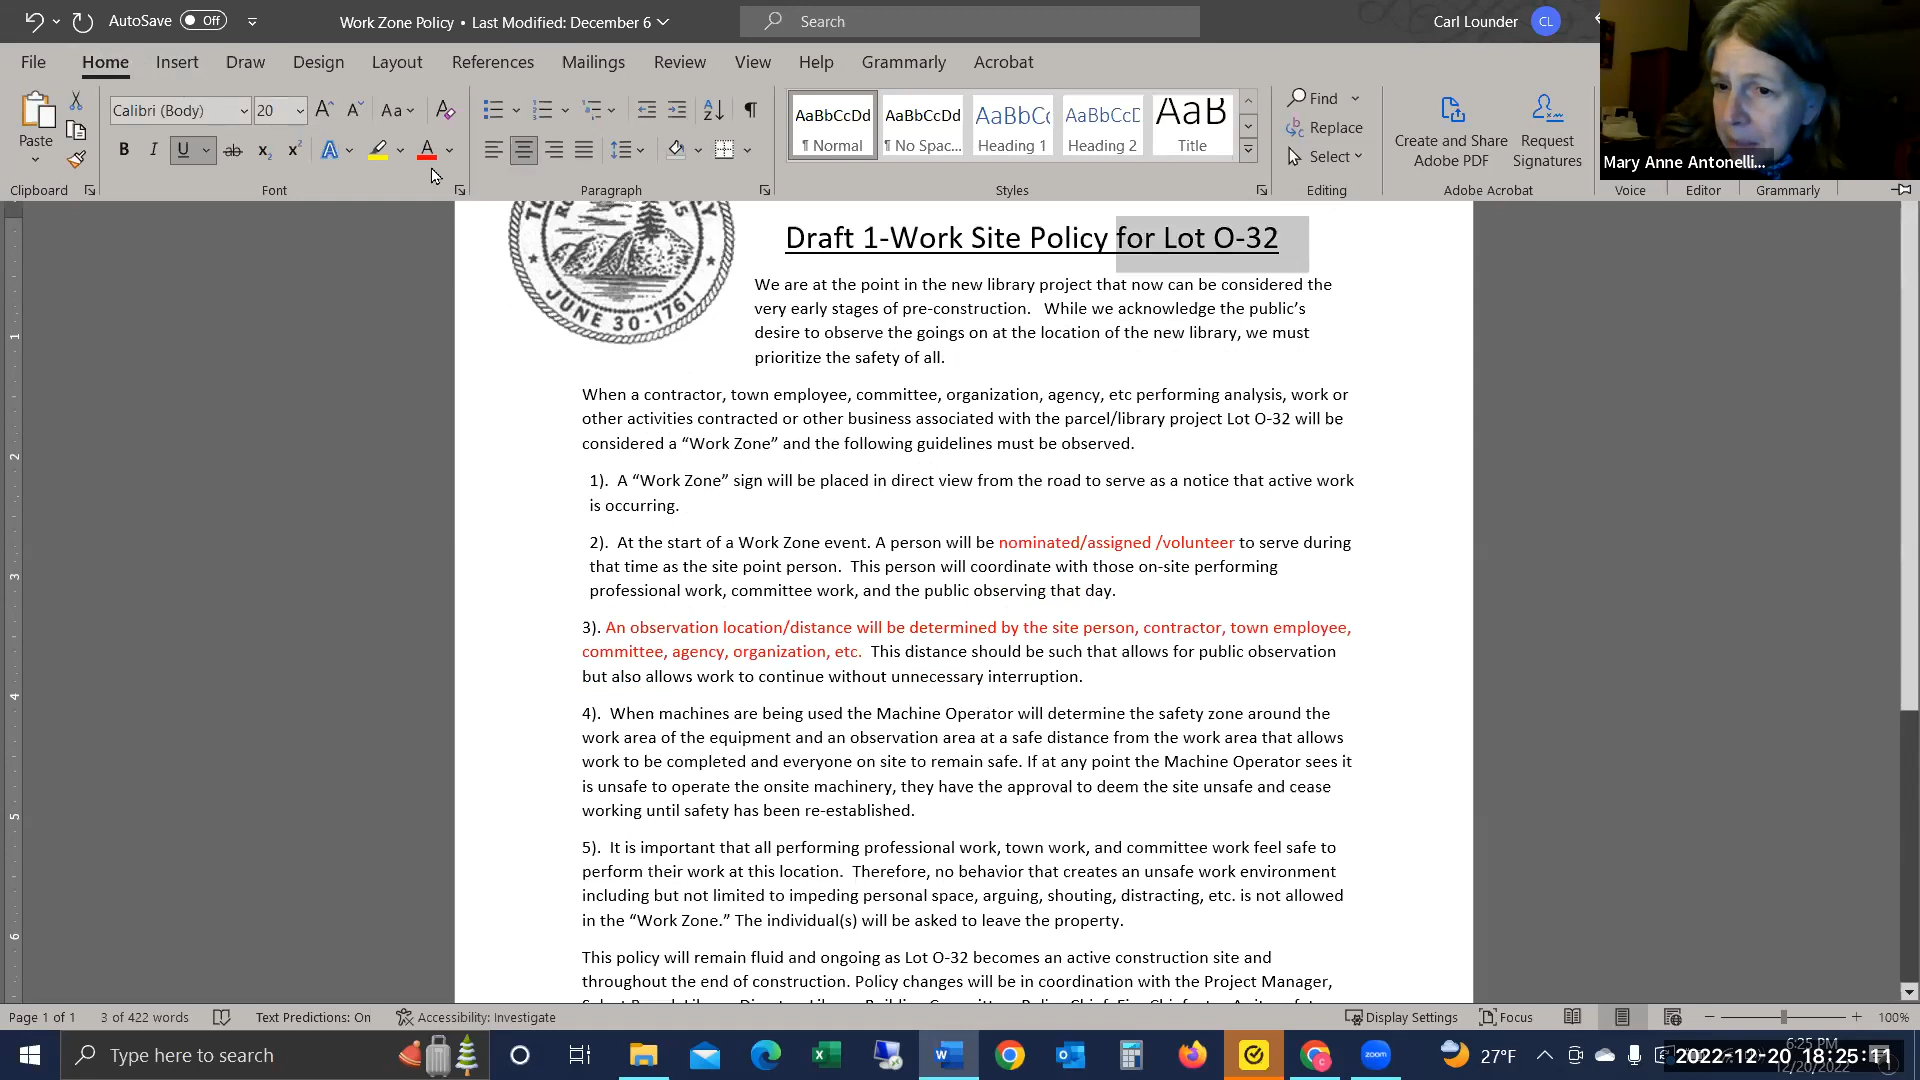 AutoSave Off
Work Zone Policy • Last Modified: December 6
Search
Carl Lounder CL
File Home Insert Draw Design Layout References Mailings Review View Help Grammarly Acrobat
Paste
Calibri (Body) 20
Aa
AaBbCcDd AaBbCcDd AaBbCc AaBbCcD AaB
¶ Normal ¶ No Spac... Heading 1 Heading 2 Title
Find
Replace
Select
Create and Share
Adobe PDF
Request
Signatures
Mary Anne Antonelli...
Clipboard Font Paragraph Styles Editing Adobe Acrobat Voice Editor Grammarly
JUNE 30-1761
Draft 1-Work Site Policy for Lot O-32
We are at the point in the new library project that now can be considered the
very early stages of pre-construction. While we acknowledge the public's
desire to observe the goings on at the location of the new library, we must
prioritize the safety of all.
When a contractor, town employee, committee, organization, agency, etc performing analysis, work or
other activities contracted or other business associated with the parcel/library project Lot O-32 will be
considered a “Work Zone” and the following guidelines must be observed.
1). A “Work Zone” sign will be placed in direct view from the road to serve as a notice that active work
is occurring.
2). At the start of a Work Zone event. A person will be nominated/assigned /volunteer to serve during
that time as the site point person. This person will coordinate with those on-site performing
professional work, committee work, and the public observing that day.
3). An observation location/distance will be determined by the site person, contractor, town employee,
committee, agency, organization, etc. This distance should be such that allows for public observation
but also allows work to continue without unnecessary interruption.
4). When machines are being used the Machine Operator will determine the safety zone around the
work area of the equipment and an observation area at a safe distance from the work area that allows
work to be completed and everyone on site to remain safe. If at any point the Machine Operator sees it
is unsafe to operate the onsite machinery, they have the approval to deem the site unsafe and cease
working until safety has been re-established.
5). It is important that all performing professional work, town work, and committee work feel safe to
perform their work at this location. Therefore, no behavior that creates an unsafe work environment
including but not limited to impeding personal space, arguing, shouting, distracting, etc. is not allowed
in the “Work Zone.” The individual(s) will be asked to leave the property.
This policy will remain fluid and ongoing as Lot O-32 becomes an active construction site and
throughout the end of construction. Policy changes will be in coordination with the Project Manager,
Page 1 of 1 3 of 422 words Text Predictions: On Accessibility: Investigate Display Settings Focus 100%
Type here to search
27°F
6:25 PM
2022-12-20 18:25:11
12/20/2022